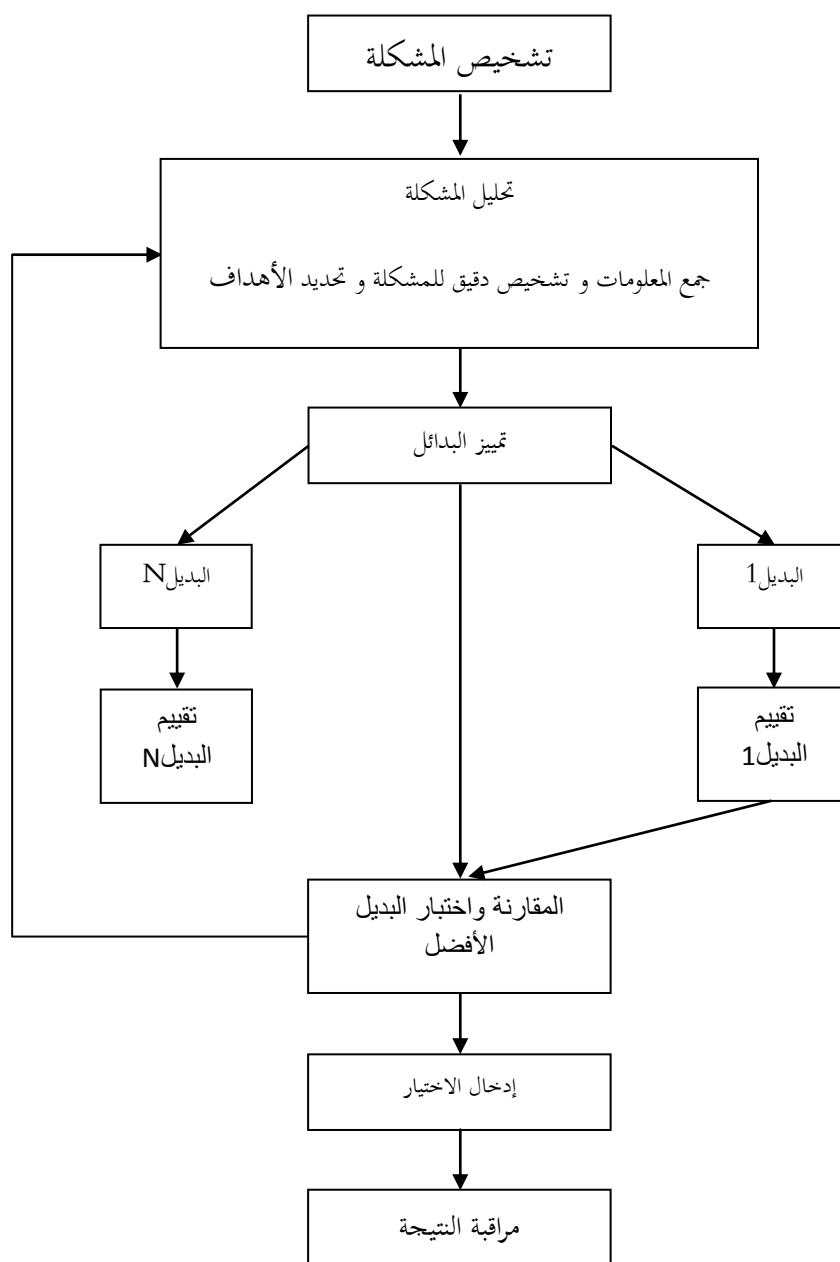 تشخيص المشكلة
تحليل المشكلة
جمع المعلومات و تشخيص دقيق للمشكلة و تحديد الأهداف
تمييز البدائل
البديل1
البديلN
تقييم
البديل1
تقييم
البديلN
المقارنة واختبار البديل
الأفضل
إدخال الاختيار
مراقبة النتيجة